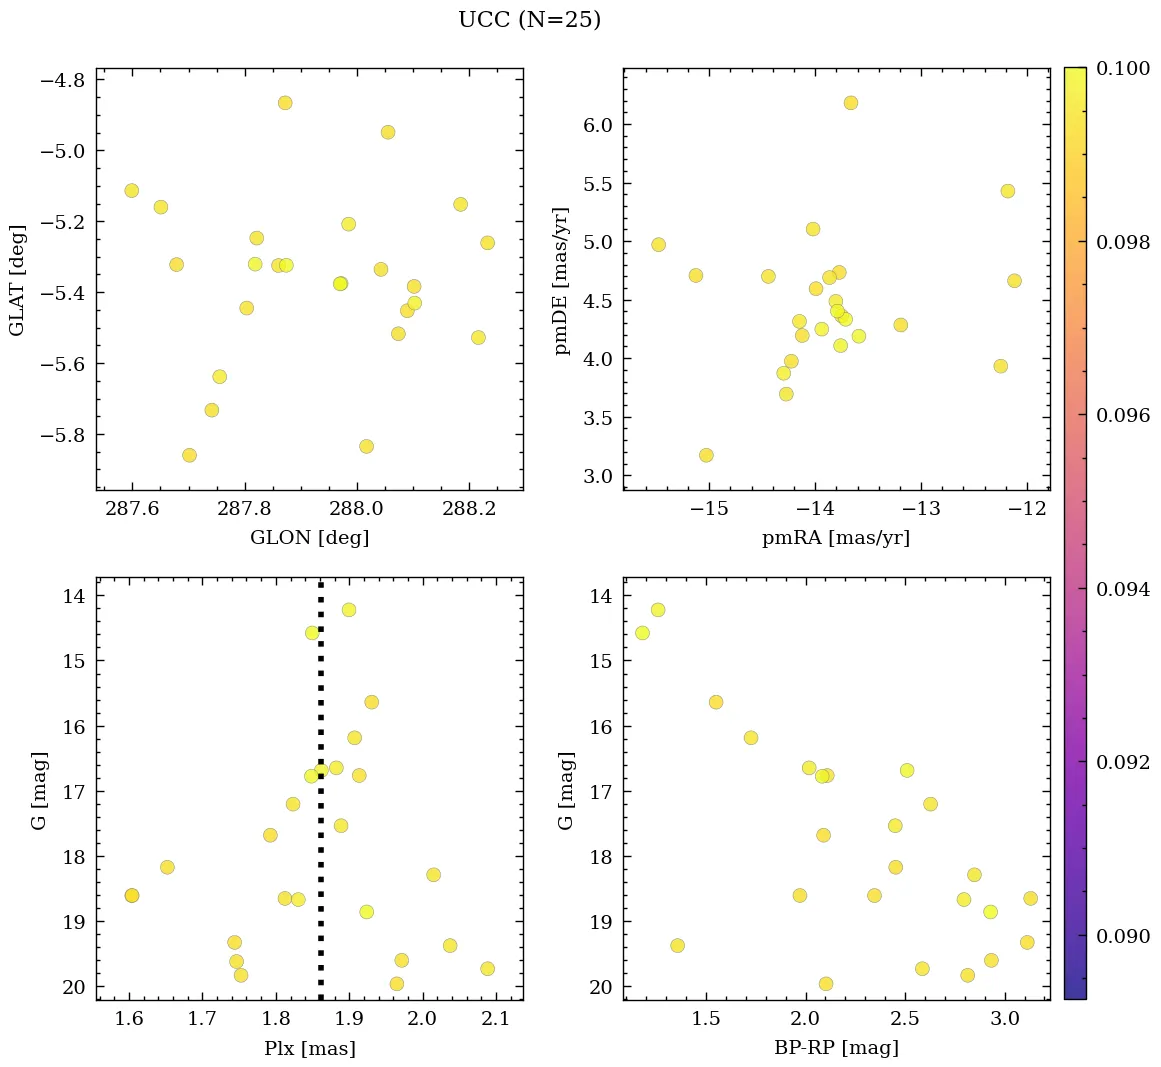 UCC (N=25)
−4.8
−5.0
−5.2
−5.4
−5.6
−5.8
GLAT [deg]
287.6 287.8 288.0 288.2
GLON [deg]
6.0
5.5
5.0
4.5
4.0
3.5
3.0
pmDE [mas/yr]
−15 −14 −13 −12
pmRA [mas/yr]
0.100
0.098
0.096
0.094
0.092
0.090
14
15
16
17
18
19
20
G [mag]
1.6 1.7 1.8 1.9 2.0 2.1
Plx [mas]
14
15
16
17
18
19
20
G [mag]
1.5 2.0 2.5 3.0
BP-RP [mag]